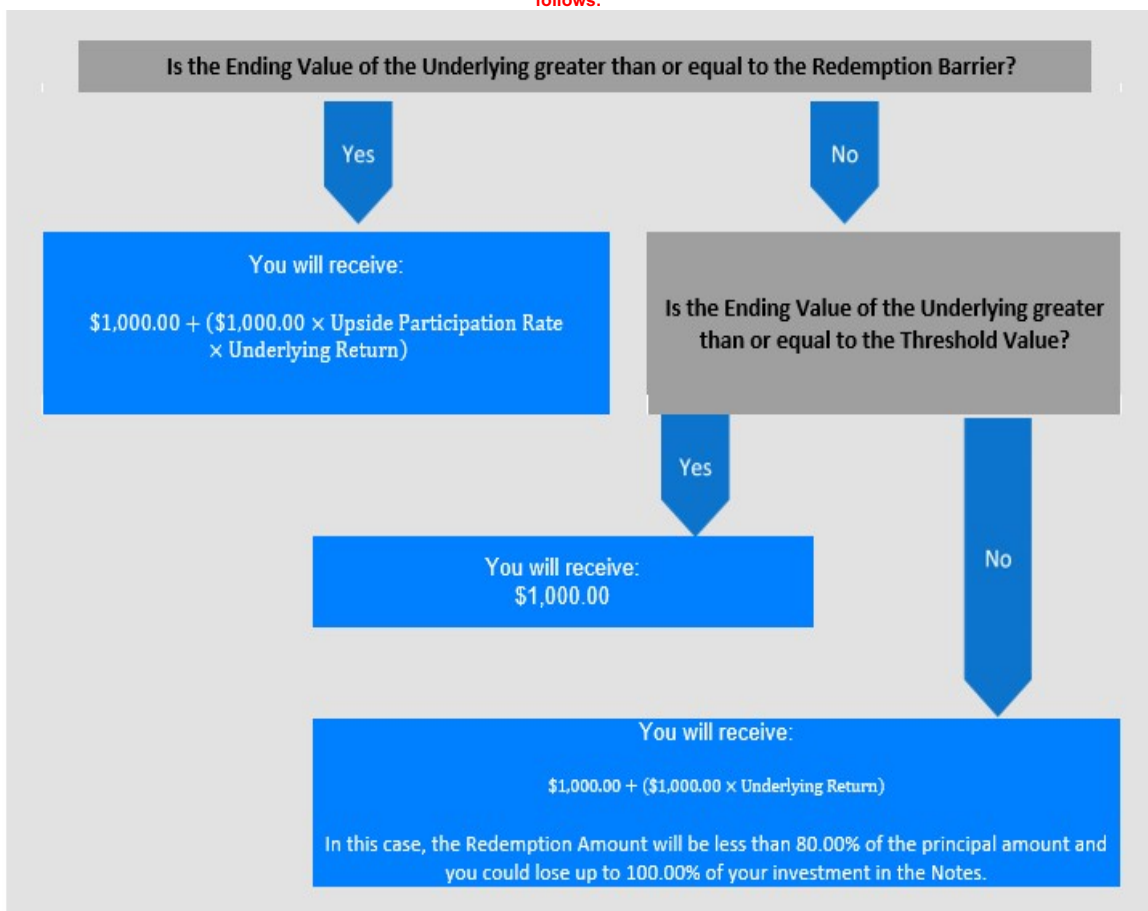 follows:
Is the Ending Value of the Underlying greater than or equal to the Redemption Barrier?
Yes
No
You will receive:
$1,000.00 + ($1,000.00 × Upside Participation Rate
× Underlying Return)
Is the Ending Value of the Underlying greater
than or equal to the Threshold Value?
Yes
You will receive:
$1,000.00
No
You will receive:
$1,000.00 + ($1,000.00 × Underlying Return)
In this case, the Redemption Amount will be less than 80.00% of the principal amount and
you could lose up to 100.00% of your investment in the Notes.